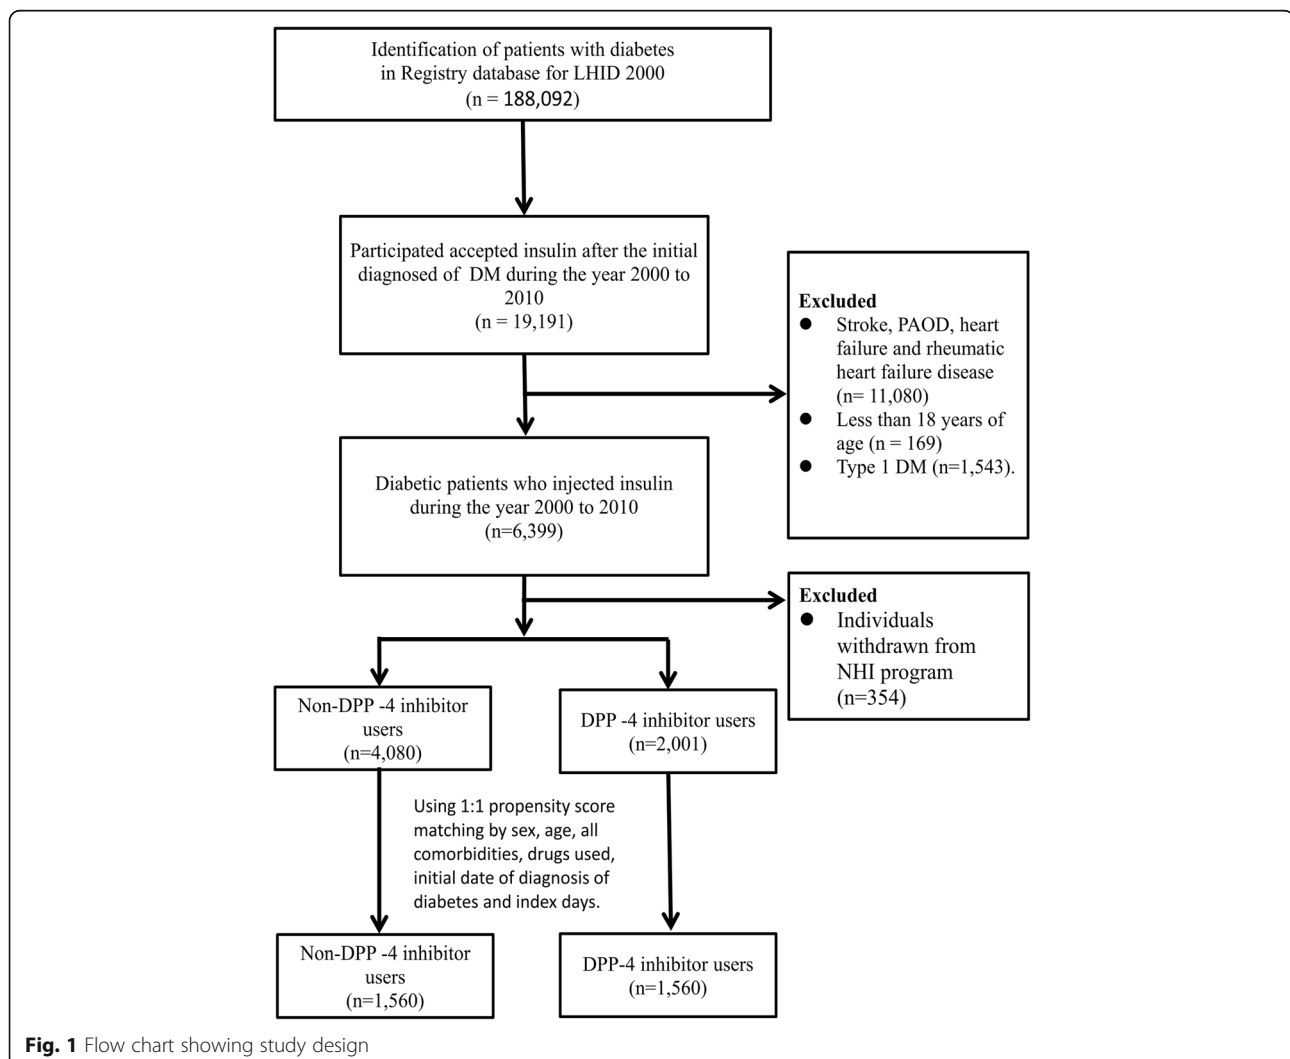 Identification of patients with diabetes
in Registry database for LHID 2000
(n = 188,092)
Participated accepted insulin after the initial
diagnosed of DM during the year 2000 to
2010
(n = 19,191)
Excluded
● Stroke, PAOD, heart
failure and rheumatic
heart failure disease
(n= 11,080)
● Less than 18 years of
age (n = 169)
● Type 1 DM (n=1,543).
Diabetic patients who injected insulin
during the year 2000 to 2010
(n=6,399)
Excluded
● Individuals
withdrawn from
NHI program
(n=354)
Non-DPP -4 inhibitor
users
(n=4,080)
DPP -4 inhibitor users
(n=2,001)
Using 1:1 propensity score
matching by sex, age, all
comorbidities, drugs used,
initial date of diagnosis of
diabetes and index days.
Non-DPP -4 inhibitor
users
(n=1,560)
DPP-4 inhibitor users
(n=1,560)
Fig. 1 Flow chart showing study design